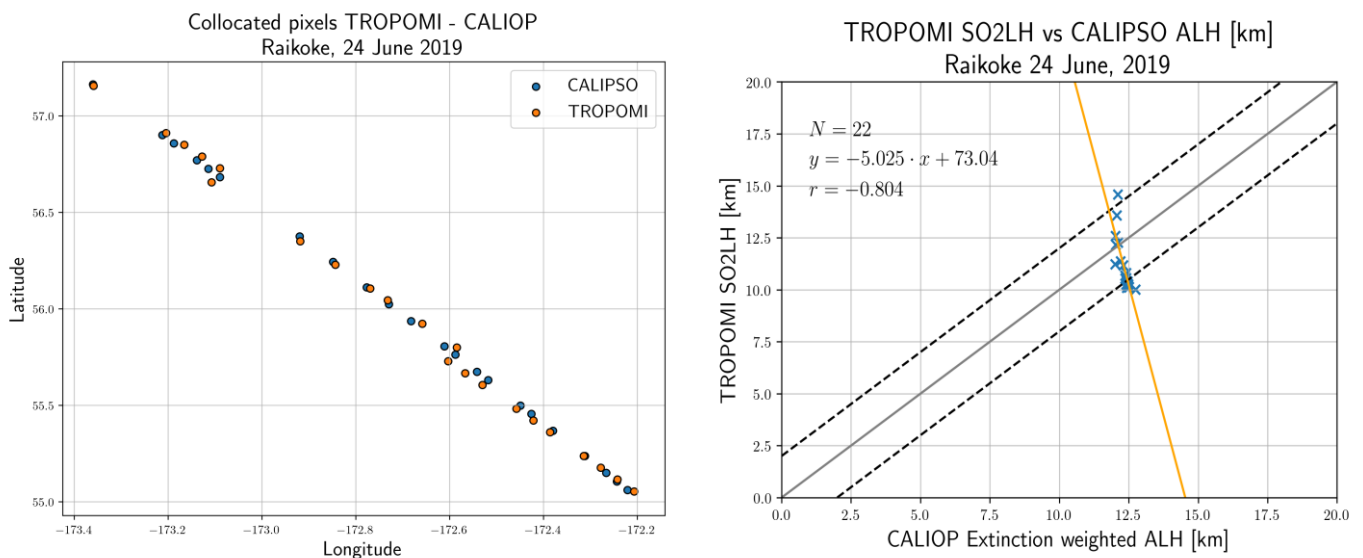 Collocated pixels TROPOMI - CALIOP
Raikoke, 24 June 2019
CALIPSO
TROPOMI
57.0
56.5
56.0
55.5
55.0
Latitude
−173.4 −173.2 −173.0 −172.8 −172.6 −172.4 −172.2
Longitude
TROPOMI SO2LH vs CALIPSO ALH [km]
Raikoke 24 June, 2019
N = 22
y = −5.025 · x + 73.04
r = −0.804
20.0
17.5
15.0
12.5
10.0
7.5
5.0
2.5
0.0
TROPOMI SO2LH [km]
0.0 2.5 5.0 7.5 10.0 12.5 15.0 17.5 20.0
CALIOP Extinction weighted ALH [km]